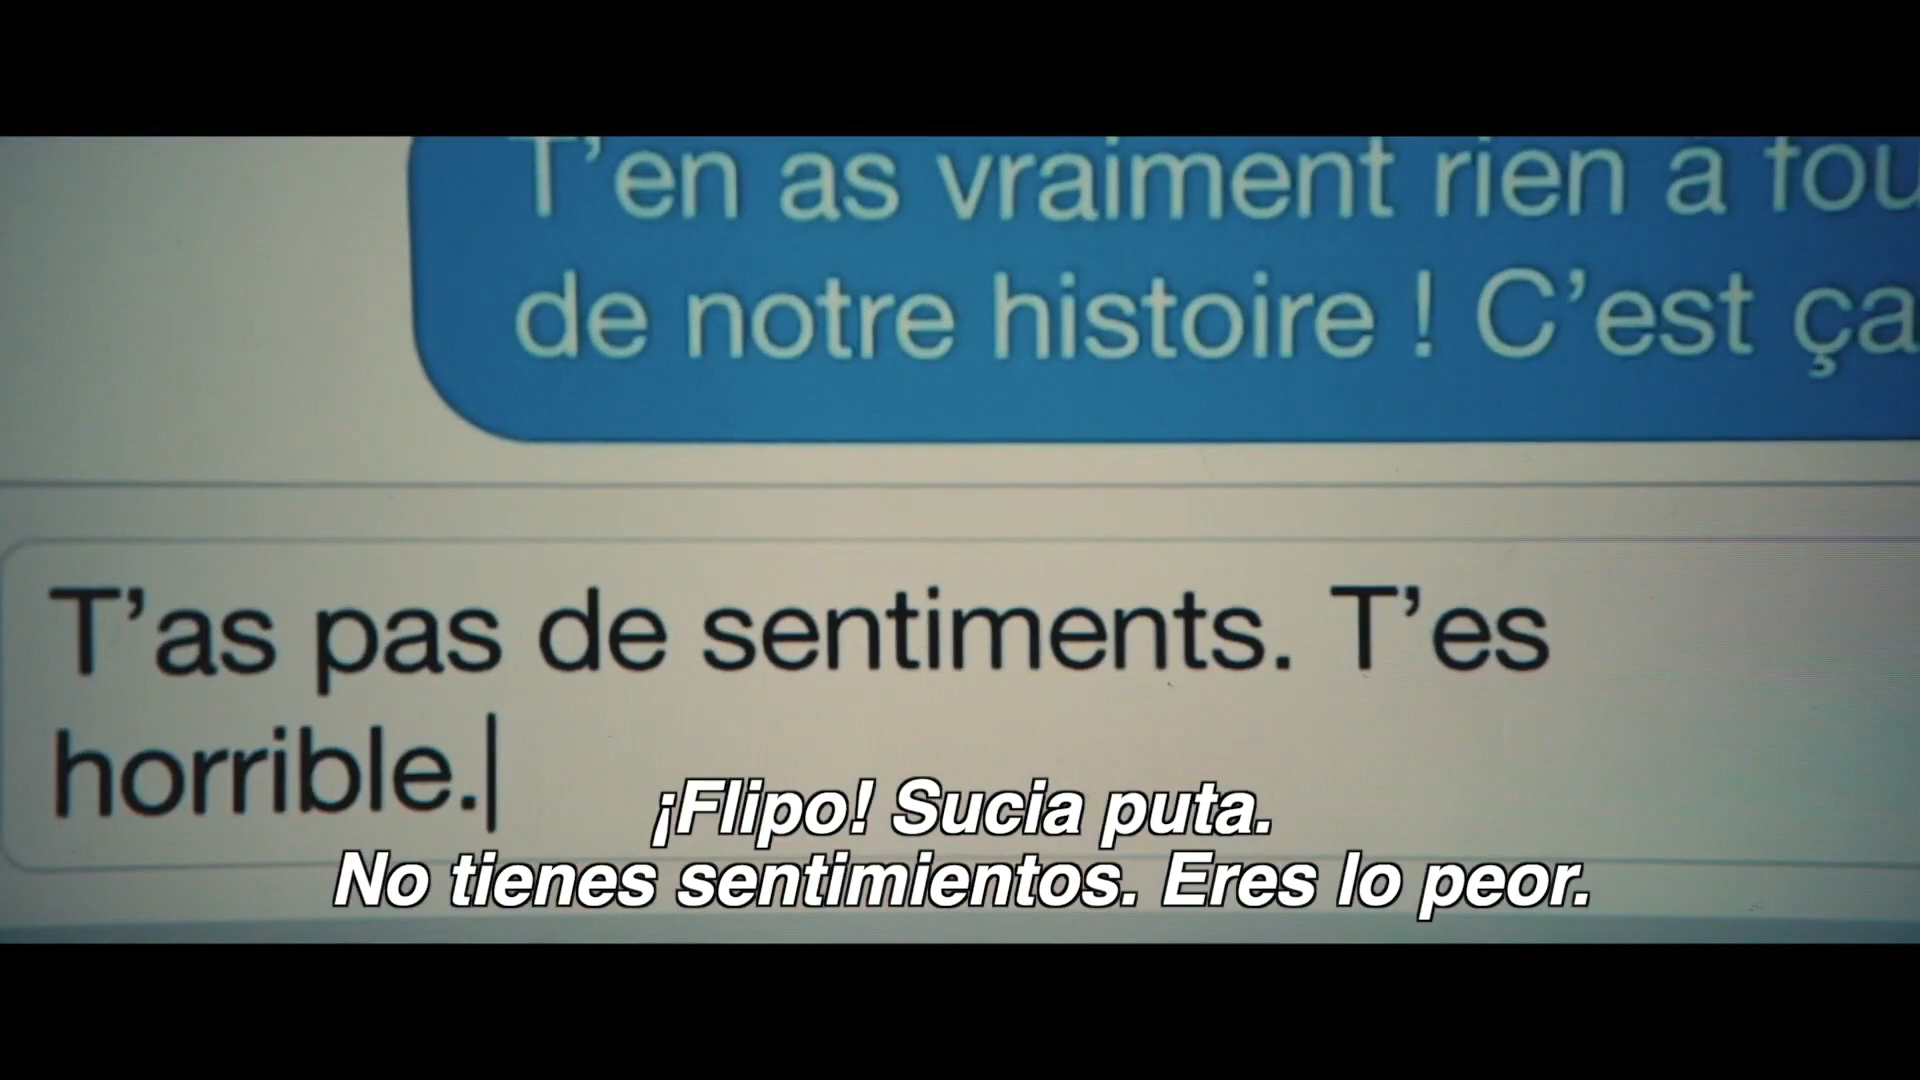 T'en as vraiment rien a
de notre histoire ! C'est ça
T'as pas de sentiments. T'es
horrible.
¡Flipo! Sucia puta.
No tienes sentimientos. Eres lo peor.